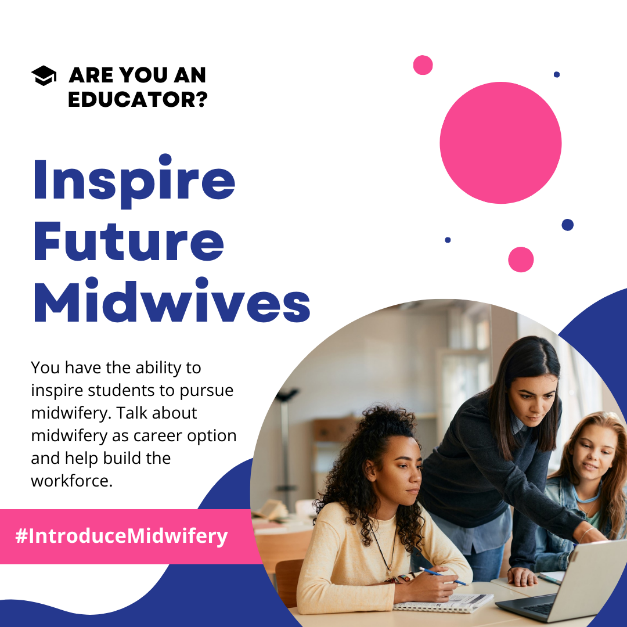 ARE YOU AN
EDUCATOR?
Inspire
Future
Midwives
You have the ability to
inspire students to pursue
midwifery. Talk about
midwifery as career option
and help build the
workforce.
#IntroduceMidwifery